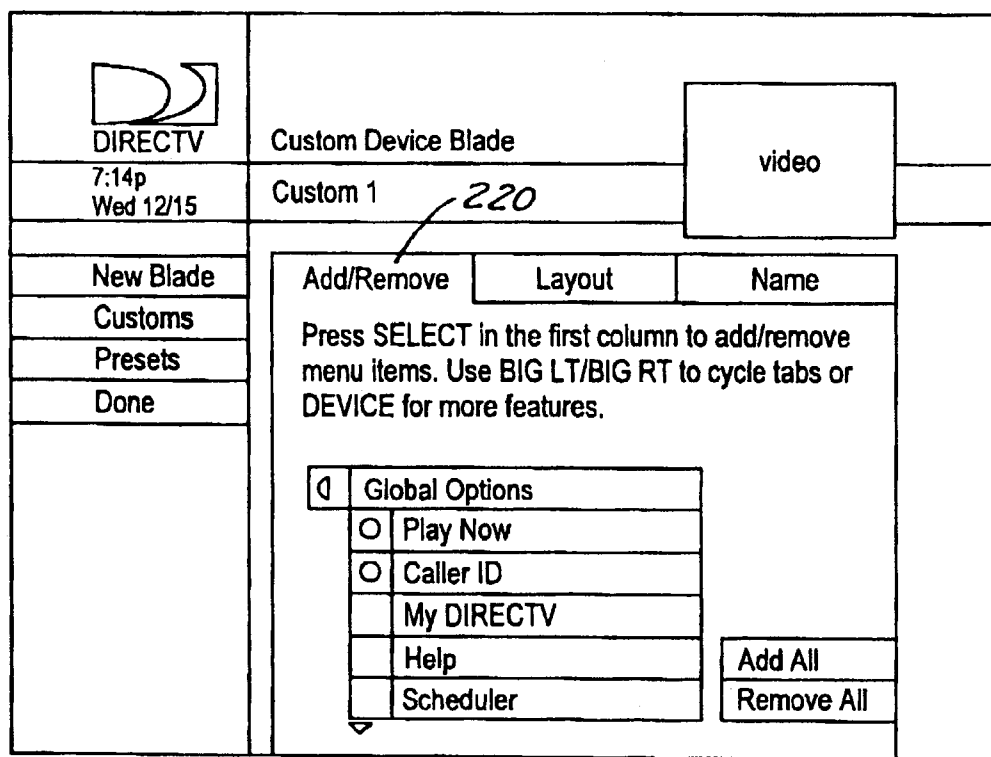 DIRECTV
7:14p
Wed 12/15
Custom Device Blade
Custom 1
220
video
New Blade
Customs
Presets
Done
Add/Remove
Layout
Name
Press SELECT in the first column to add/remove
menu items. Use BIG LT/BIG RT to cycle tabs or
DEVICE for more features.
Global Options
Play Now
Caller ID
My DIRECTV
Help
Scheduler
Add All
Remove All